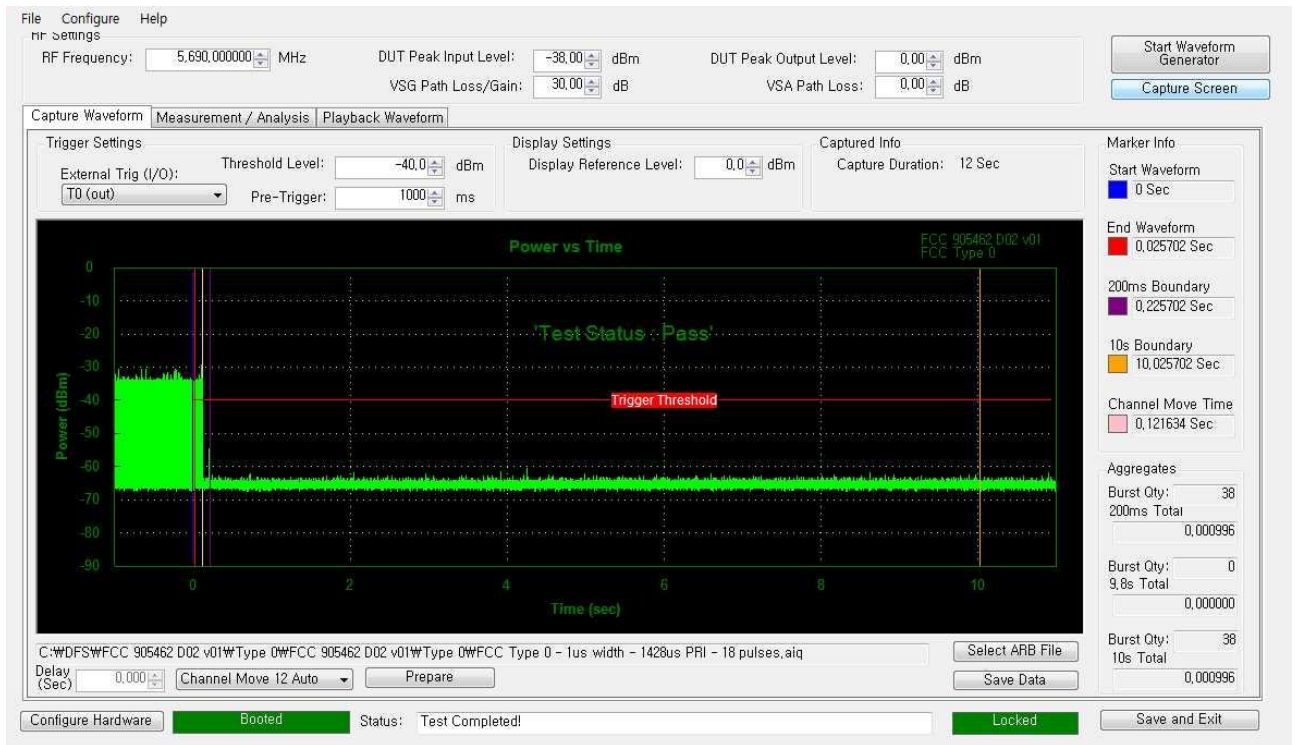 File Configure Help
RF Settings
RF Frequency: 5,690,000000 MHz DUT Peak Input Level: -38,00 dBm DUT Peak Output Level: 0,00 dBm
VSG Path Loss/Gain: 30,00 dB VSA Path Loss: 0,00 dB
Start Waveform
Generator
Capture Screen
Capture Waveform Measurement / Analysis Playback Waveform
Trigger Settings
External Trig (I/O):
T0 (out)
Threshold Level: -40,0 dBm
Pre-Trigger: 1000 ms
Display Settings
Display Reference Level: 0,0 dBm
Captured Info
Capture Duration: 12 Sec
Power vs Time
FCC 905462 D02 v01
FCC Type 0
'Test Status : Pass'
Trigger Threshold
Power (dBm)
0
-10
-20
-30
-40
-50
-60
-70
-80
-90
0 2 4 6 8 10
Time (sec)
Marker Info
Start Waveform
0 Sec
End Waveform
0,025702 Sec
200ms Boundary
0,225702 Sec
10s Boundary
10,025702 Sec
Channel Move Time
0,121634 Sec
Aggregates
Burst Qty: 38
200ms Total
0,000996
Burst Qty: 0
9,8s Total
0,000000
Burst Qty: 38
10s Total
0,000996
C:₩DFS₩FCC 905462 D02 v01₩Type 0₩FCC 905462 D02 v01₩Type 0₩FCC Type 0 - 1us width - 1428us PRI - 18 pulses,aiq
Select ARB File
Delay
(Sec) 0,000 Channel Move 12 Auto Prepare
Save Data
Configure Hardware Booted Status: Test Completed! Locked Save and Exit